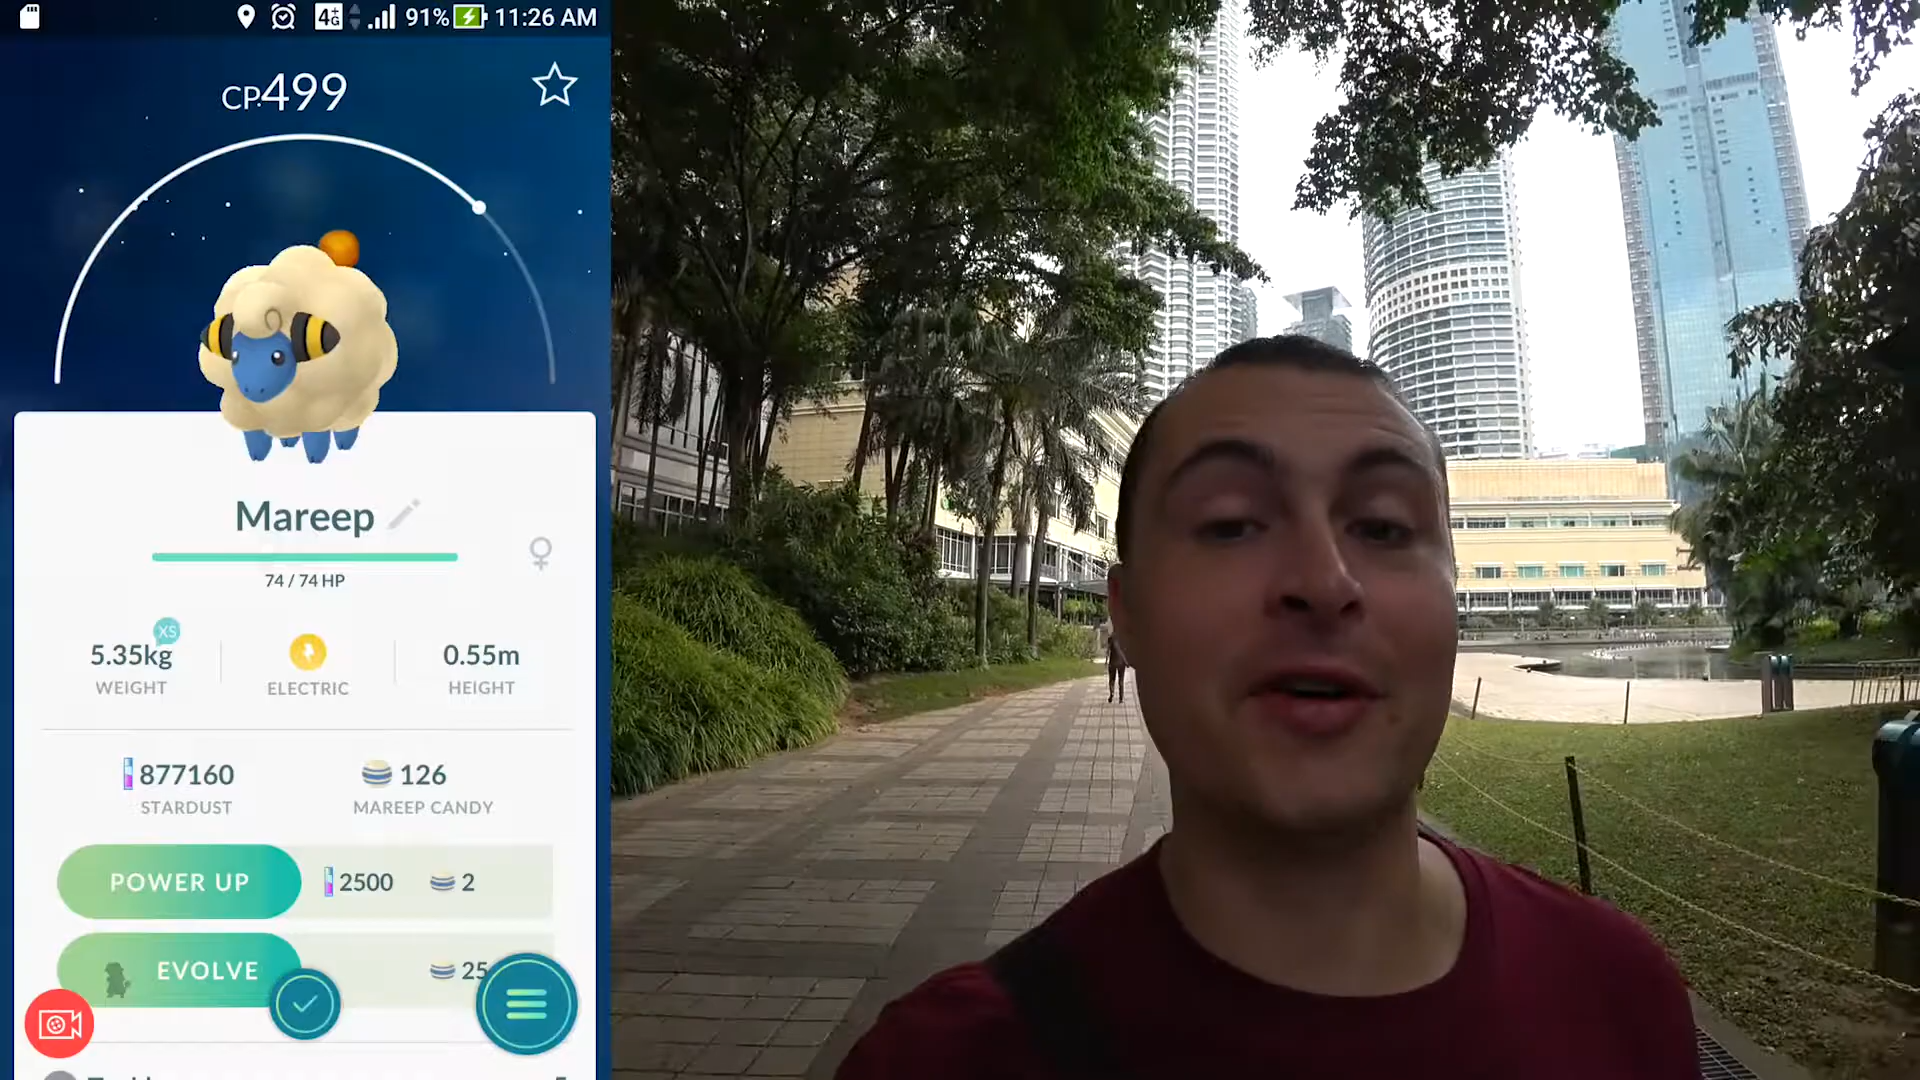 4G 91% 11:26 AM
CP499
Mareep
74 / 74 HP
XS
5.35kg
WEIGHT
ELECTRIC
0.55m
HEIGHT
877160
STARDUST
126
MAREEP CANDY
POWER UP 2500 2
EVOLVE 25